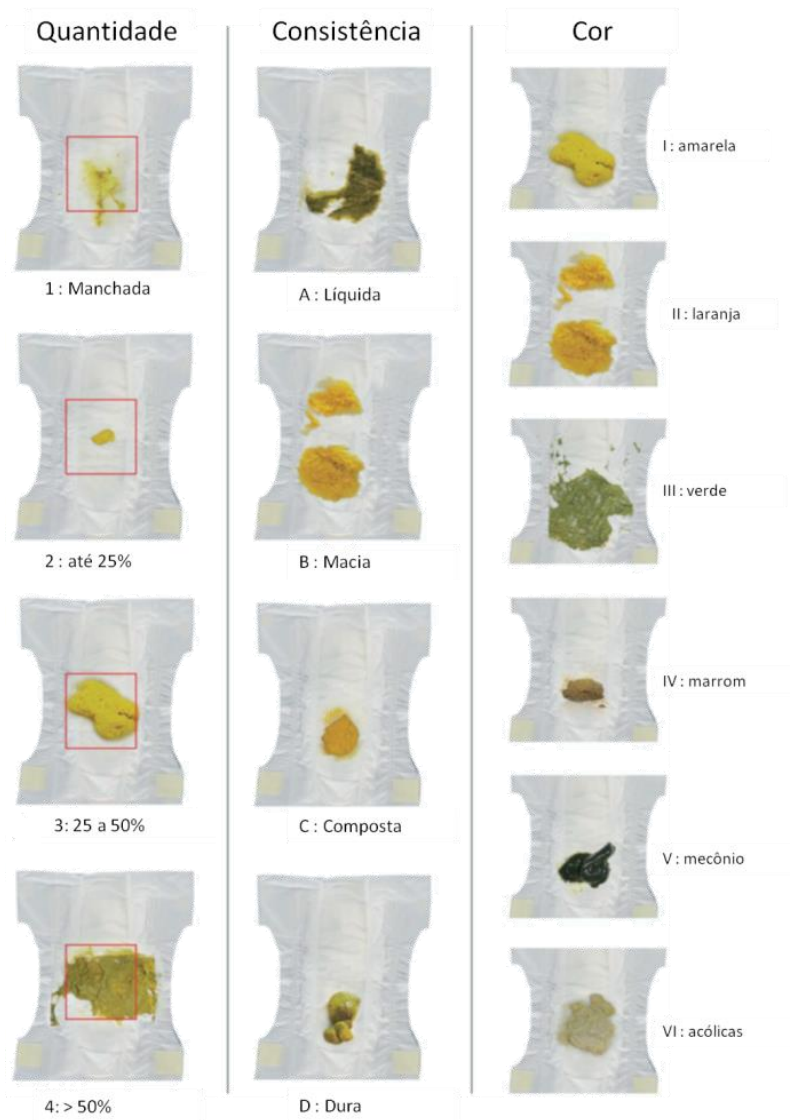 Quantidade
1 : Manchada
2 : até 25%
3: 25 a 50%
4: > 50%
Consistência
A : Líquida
B : Macia
C : Composta
D : Dura
Cor
I : amarela
II : laranja
III : verde
IV : marrom
V : mecônio
VI : acólicas